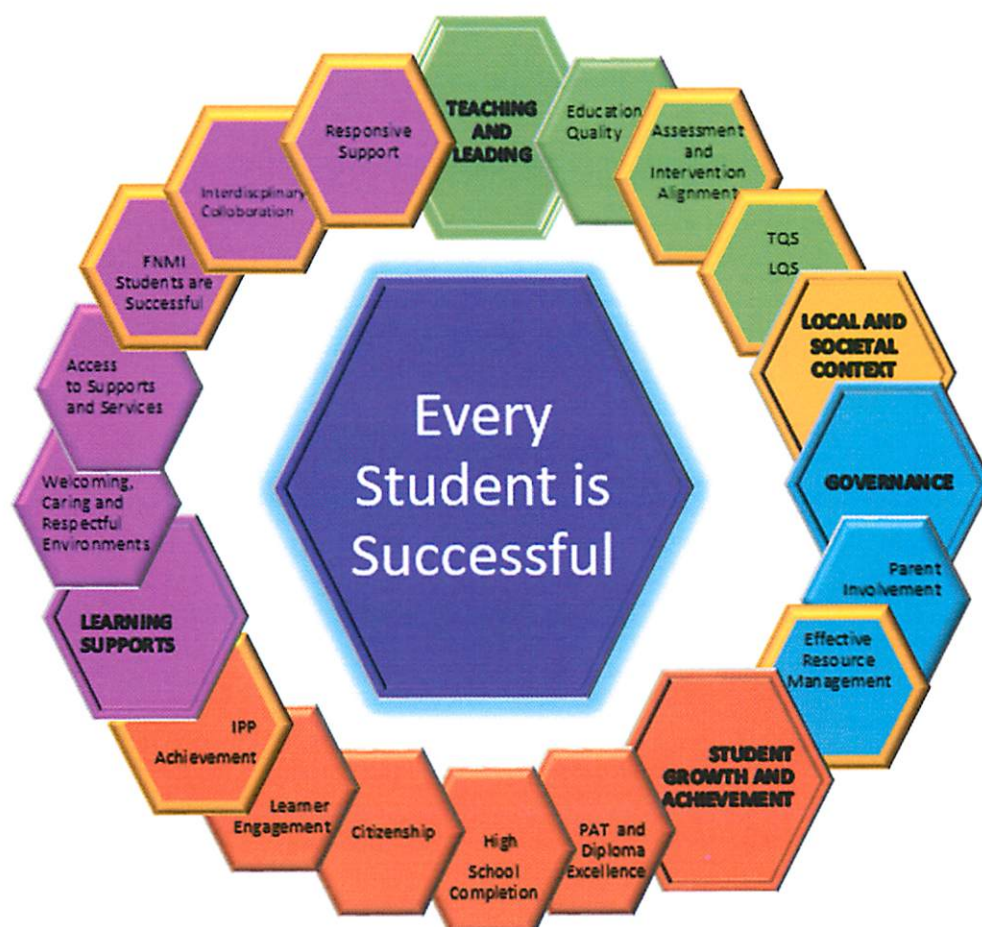 Every
Student is
Successful
TEACHING
AND
LEADING
Education
Quality
Assessment
and
Intervention
Alignment
TQS
LQS
LOCAL AND
SOCIETAL
CONTEXT
GOVERNANCE
Parent
Involvement
Effective
Resource
Management
STUDENT
GROWTH AND
ACHIEVEMENT
PAT and
Diploma
Excellence
High
School
Completion
Citizenship
Learner
Engagement
IPP
Achievement
LEARNING
SUPPORTS
Welcoming,
Caring and
Respectful
Environments
Access
to Supports
and Services
FNMI
Students are
Successful
Interdisciplinary
Collaboration
Responsive
Support